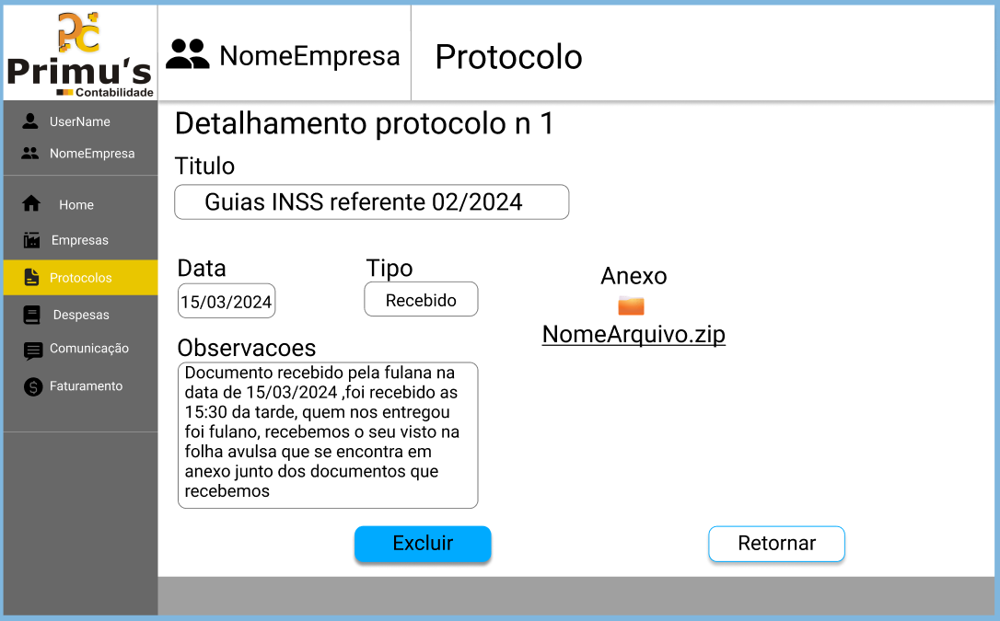 Primu's
Contabilidade
NomeEmpresa
Protocolo
UserName
NomeEmpresa
Home
Empresas
Protocolos
Despesas
Comunicação
Faturamento
Detalhamento protocolo n 1
Titulo
Guias INSS referente 02/2024
Data
Tipo
Anexo
15/03/2024
Recebido
NomeArquivo.zip
Observacoes
Documento recebido pela fulana na
data de 15/03/2024 ,foi recebido as
15:30 da tarde, quem nos entregou
foi fulano, recebemos o seu visto na
folha avulsa que se encontra em
anexo junto dos documentos que
recebemos
Excluir
Retornar